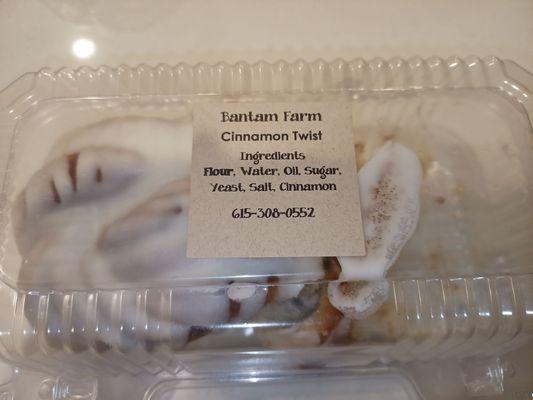 Bantam Farm
Cinnamon Twist
Ingredients
Flour, Water, Oil, Sugar,
Yeast, Salt, Cinnamon
615-308-0552